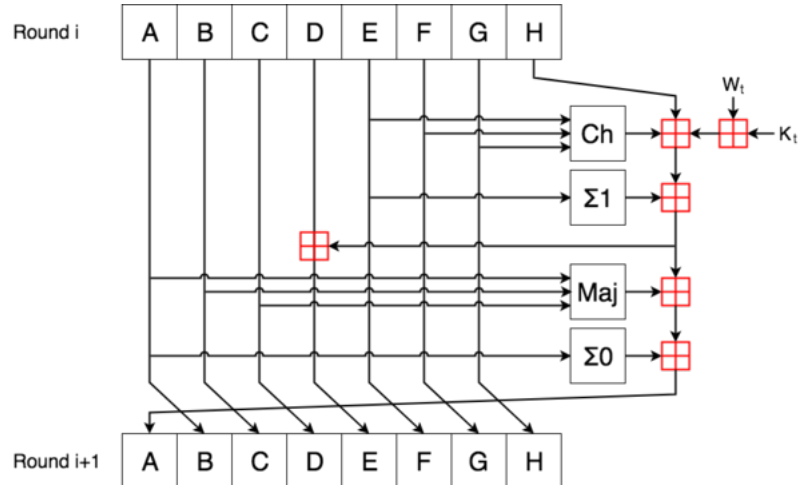 Round i A B C D E F G H
Wt
Ch Kt
Σ1
Maj
Σ0
Round i+1 A B C D E F G H